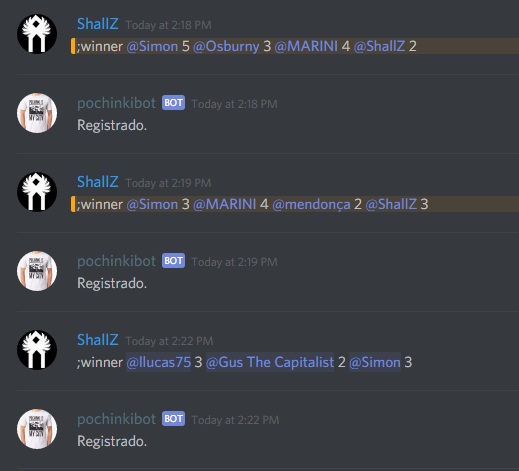 ShallZ Today at 2:18 PM
;winner @Simon 5 @Osburny 3 @MARINI 4 @ShallZ 2
pochinkibot BOT Today at 2:18 PM
Registrado.
ShallZ Today at 2:19 PM
;winner @Simon 3 @MARINI 4 @mendonça 2 @ShallZ 3
pochinkibot BOT Today at 2:19 PM
Registrado.
ShallZ Today at 2:22 PM
;winner @llucas75 3 @Gus The Capitalist 2 @Simon 3
pochinkibot BOT Today at 2:22 PM
Registrado.